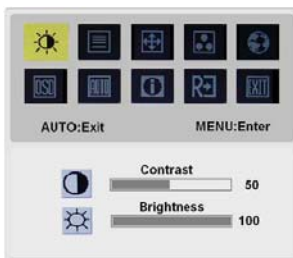 OSD AUTO R EXIT
AUTO:Exit MENU:Enter
Contrast
50
Brightness
100